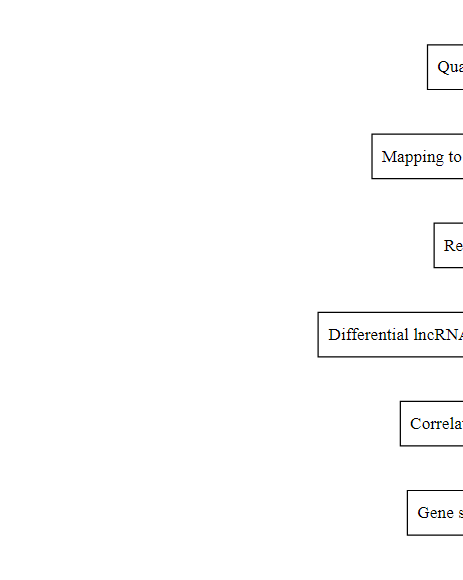 Qua
Mapping to
Re
Differential lncRNA
Correla
Gene s